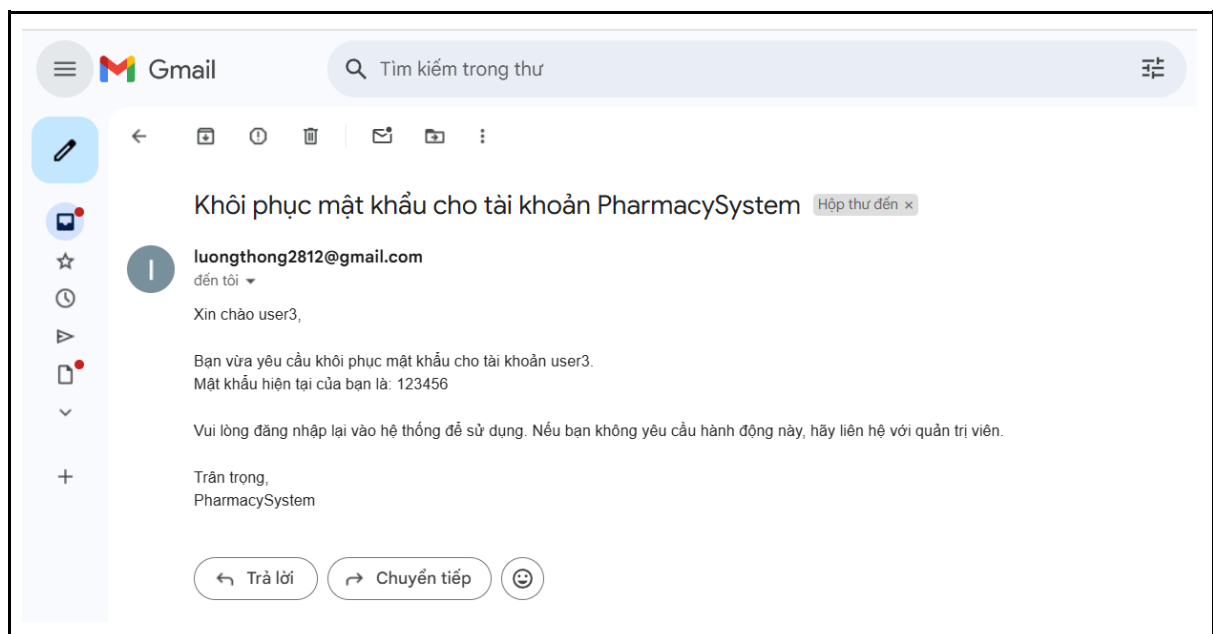 Gmail
Tìm kiếm trong thư
Khôi phục mật khẩu cho tài khoản PharmacySystem Hộp thư đến ×
luongthong2812@gmail.com
đến tôi
Xin chào user3,
Bạn vừa yêu cầu khôi phục mật khẩu cho tài khoản user3.
Mật khẩu hiện tại của bạn là: 123456
Vui lòng đăng nhập lại vào hệ thống để sử dụng. Nếu bạn không yêu cầu hành động này, hãy liên hệ với quản trị viên.
Trân trọng,
PharmacySystem
Trả lời Chuyển tiếp